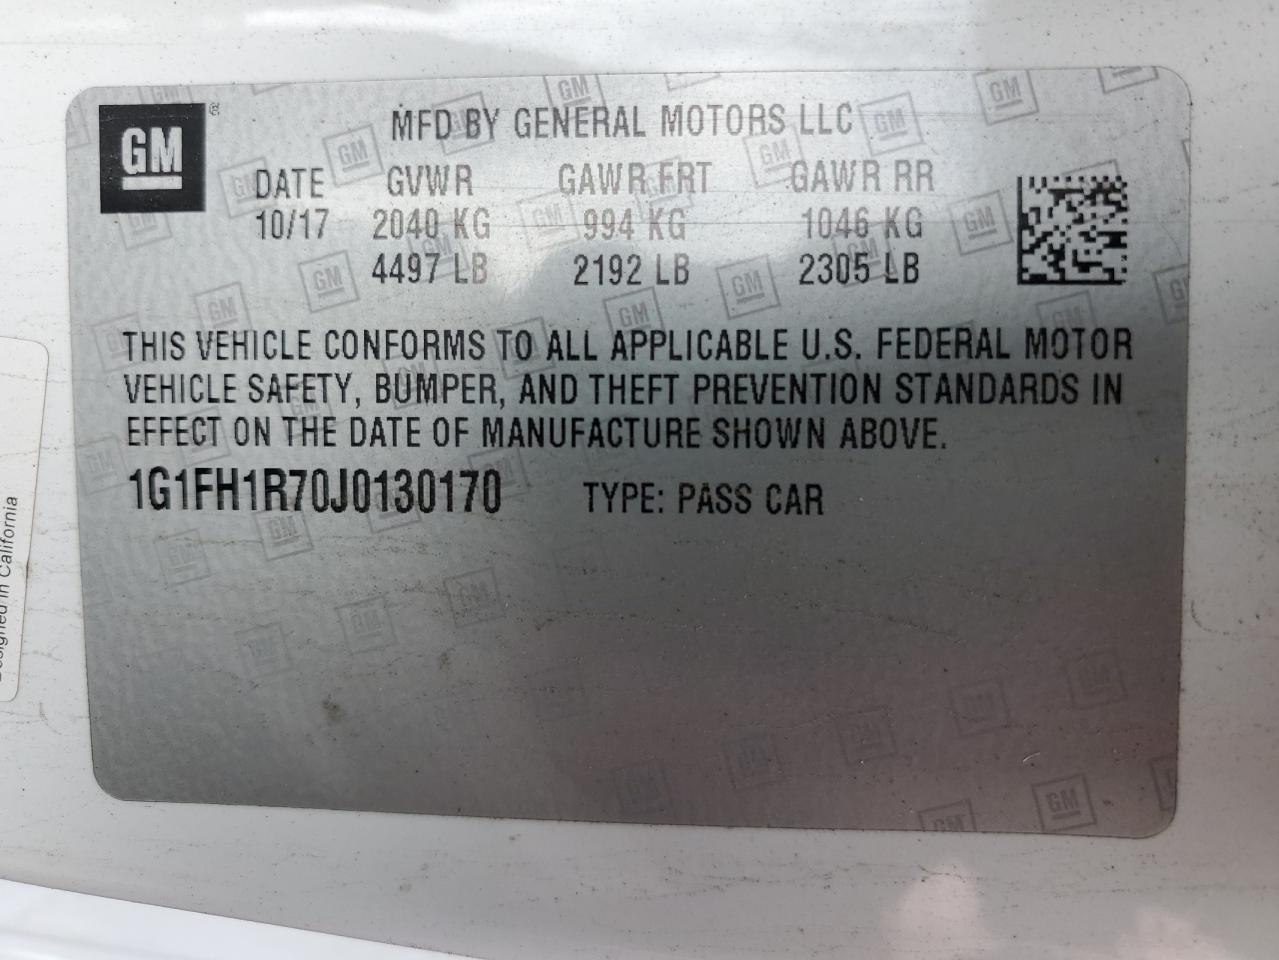 GM ®
MFD BY GENERAL MOTORS LLC
DATE GVWR GAWR FRT GAWR RR
10/17 2040 KG 994 KG 1046 KG
4497 LB 2192 LB 2305 LB
THIS VEHICLE CONFORMS TO ALL APPLICABLE U.S. FEDERAL MOTOR
VEHICLE SAFETY, BUMPER, AND THEFT PREVENTION STANDARDS IN
EFFECT ON THE DATE OF MANUFACTURE SHOWN ABOVE.
1G1FH1R70J0130170 TYPE: PASS CAR
Designed in California